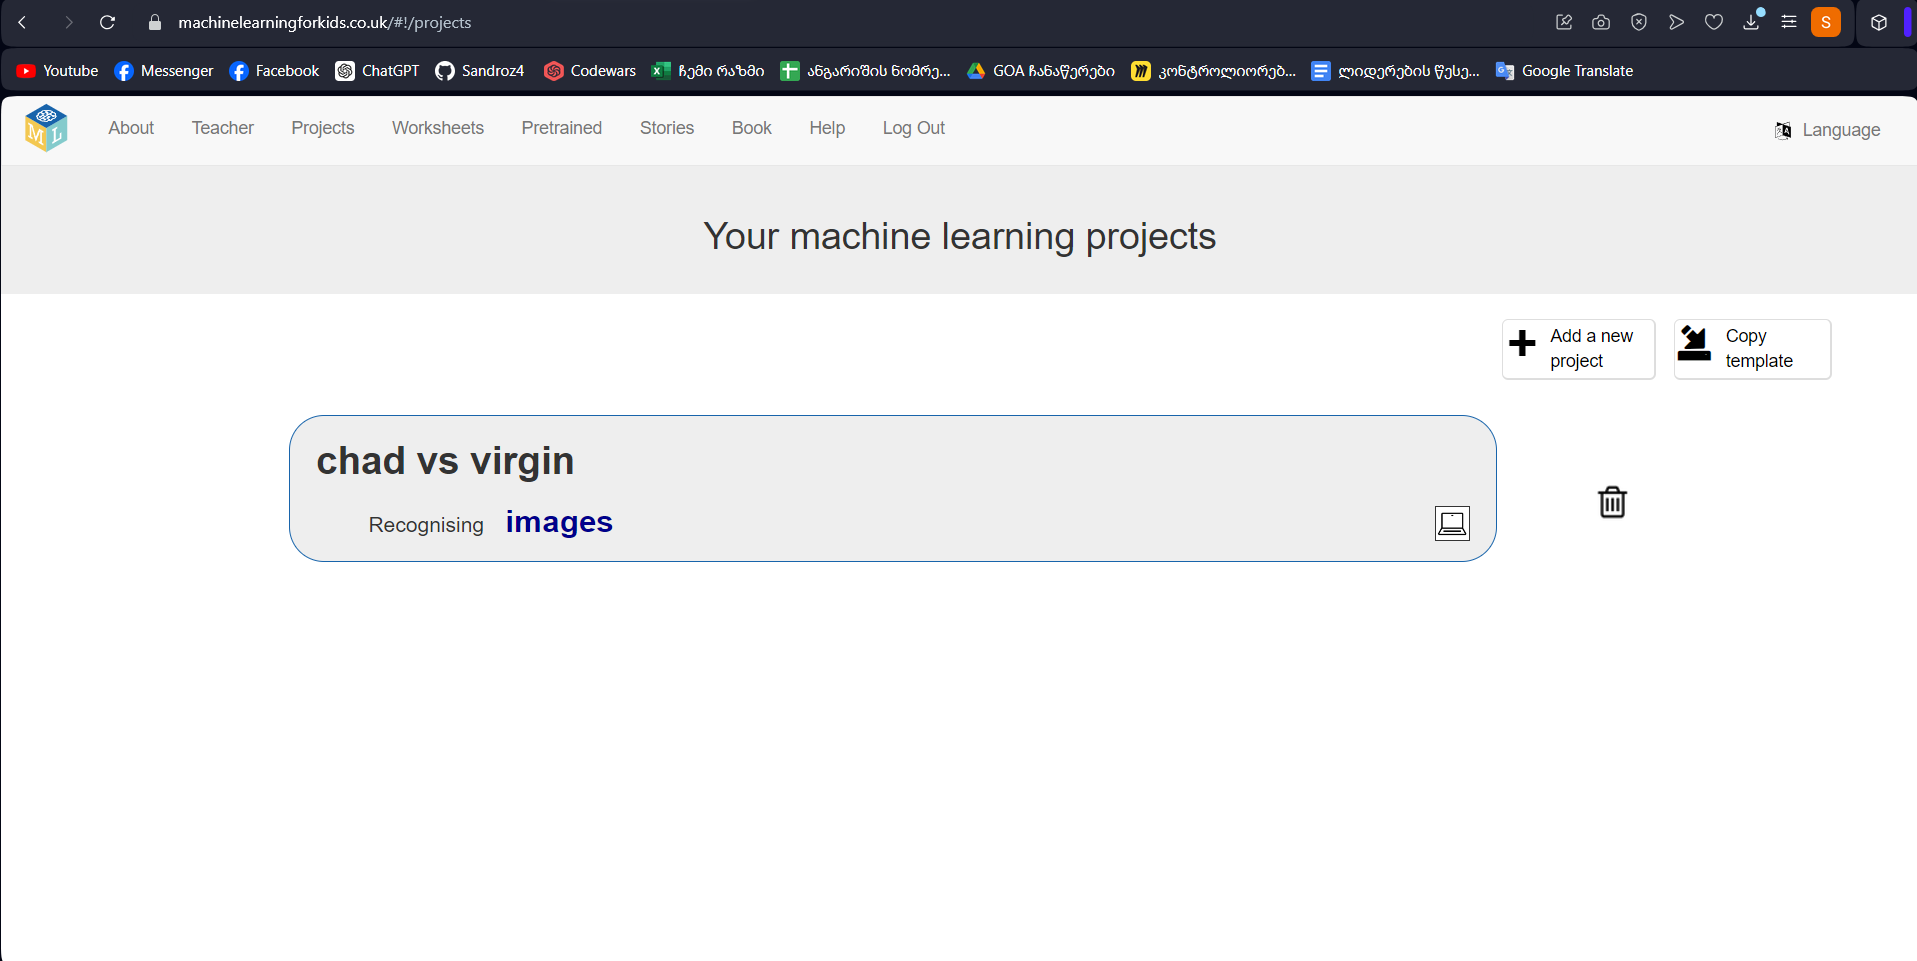 machinelearningforkids.co.uk/#!/projects
S
Youtube Messenger Facebook ChatGPT Sandroz4 Codewars ჩემი რაზმი ანგარიშის ნომრე... GOA ჩანაწერები კონტროლიორებ... ლიდერების წესე... Google Translate
ML About Teacher Projects Worksheets Pretrained Stories Book Help Log Out Language
Your machine learning projects
Add a new
project
Copy
template
chad vs virgin
Recognising images